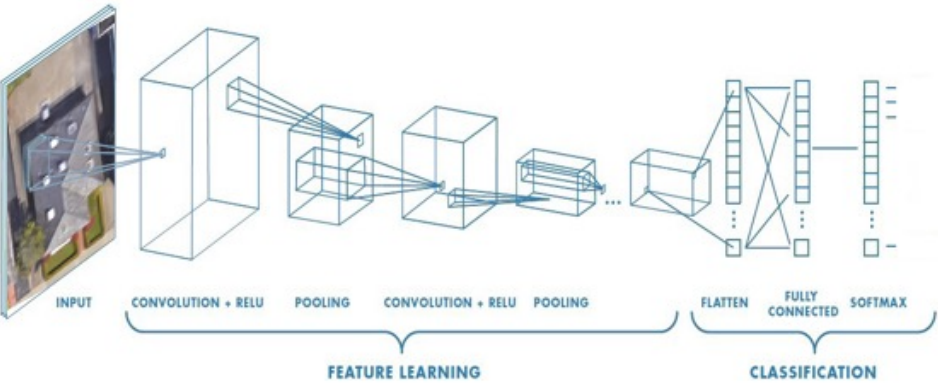 INPUT
CONVOLUTION + RELU
POOLING
CONVOLUTION + RELU
POOLING
...
FLATTEN
FULLY
CONNECTED
SOFTMAX
FEATURE LEARNING
CLASSIFICATION